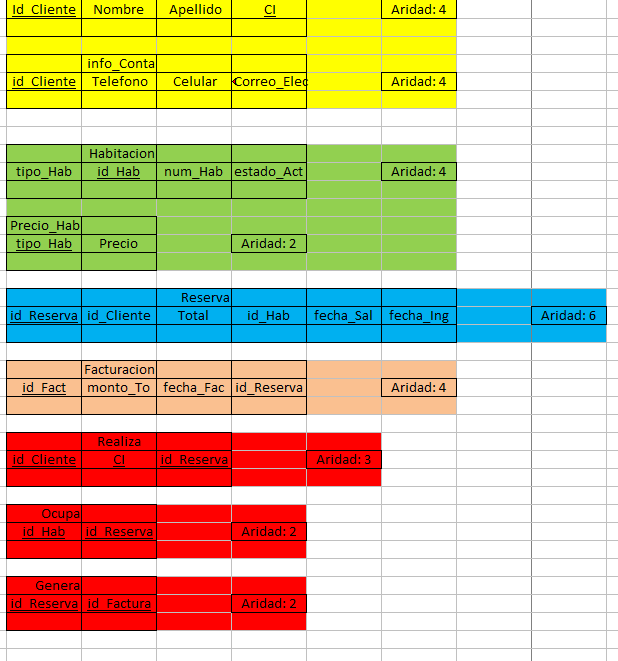 Id_Cliente Nombre Apellido CI Aridad: 4
info_Conta
id_Cliente Telefono Celular Correo_Elec Aridad: 4
Habitacion
tipo_Hab id_Hab num_Hab estado_Act Aridad: 4
Precio_Hab
tipo_Hab Precio Aridad: 2
Reserva
id_Reserva id_Cliente Total id_Hab fecha_Sal fecha_Ing Aridad: 6
Facturacion
id_Fact monto_To fecha_Fac id_Reserva Aridad: 4
Realiza
id_Cliente CI id_Reserva Aridad: 3
Ocupa
id_Hab id_Reserva Aridad: 2
Genera
id_Reserva id_Factura Aridad: 2